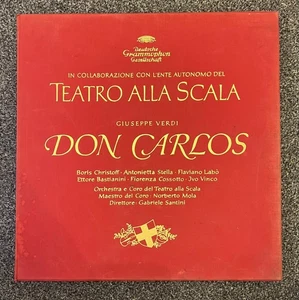 Deutsche
Grammophon
Gesellschaft
IN COLLABORAZIONE CON L'ENTE AUTONOMO DEL
TEATRO ALLA SCALA
GIUSEPPE VERDI
DON CARLOS
Boris Christoff · Antonietta Stella · Flaviano Labò
Ettore Bastianini · Fiorenza Cossotto · Ivo Vinco
Orchestra e Coro del Teatro alla Scala
Maestro del Coro · Norberto Mola
Direttore · Gabriele Santini